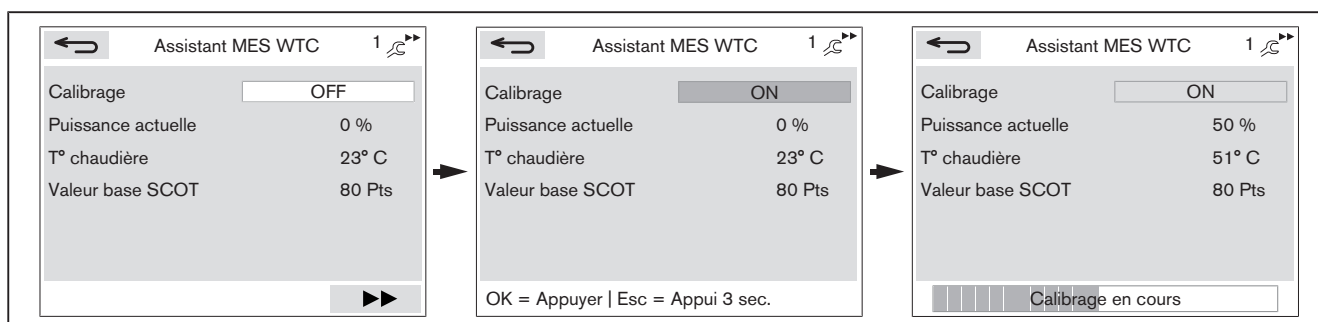 Assistant MES WTC 1
Calibrage OFF
Puissance actuelle 0 %
T° chaudière 23° C
Valeur base SCOT 80 Pts
Assistant MES WTC 1
Calibrage ON
Puissance actuelle 0 %
T° chaudière 23° C
Valeur base SCOT 80 Pts
OK = Appuyer | Esc = Appui 3 sec.
Assistant MES WTC 1
Calibrage ON
Puissance actuelle 50 %
T° chaudière 51° C
Valeur base SCOT 80 Pts
Calibrage en cours